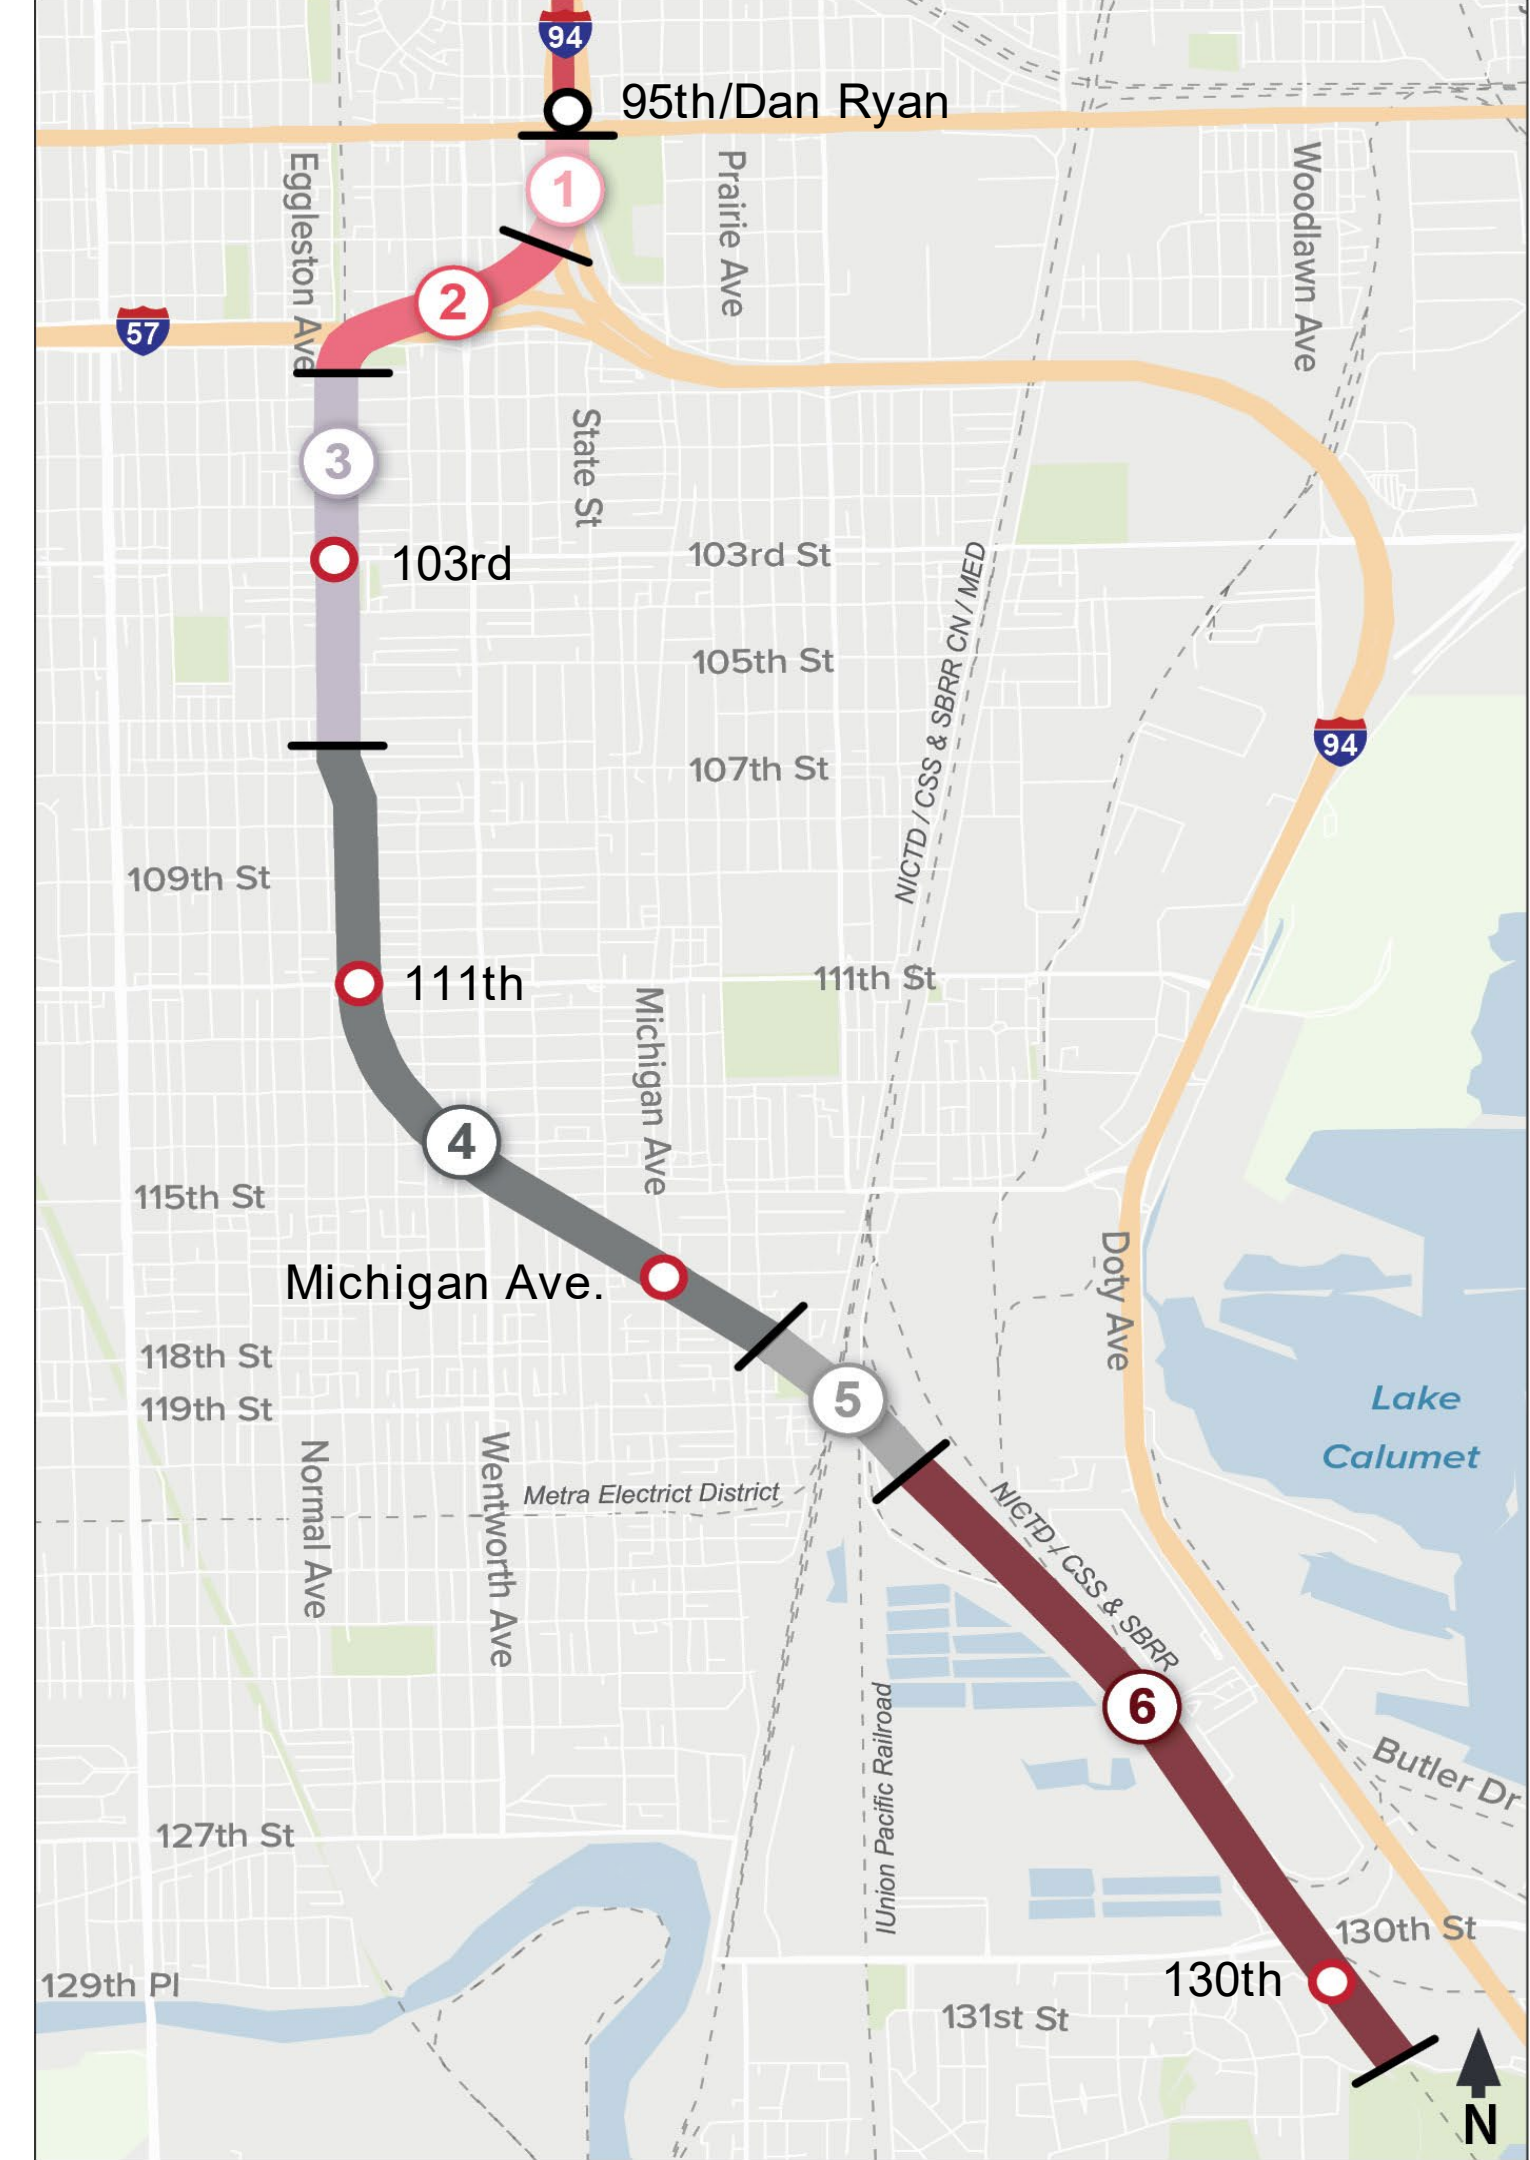 94
95th/Dan Ryan
1
Eggleston Ave
Prairie Ave
Woodlawn Ave
2
57
State St
3
103rd
103rd St
NICTD / CSS & SBRR CN / MED
105th St
94
107th St
109th St
111th
111th St
Michigan Ave
4
115th St
Doty Ave
Michigan Ave.
118th St
5
Lake
Calumet
119th St
Normal Ave
Wentworth Ave
Metra Electrict District
NICTD / CSS & SBRR
6
IUnion Pacific Railroad
Butler Dr
127th St
130th St
129th Pl
130th
131st St
N